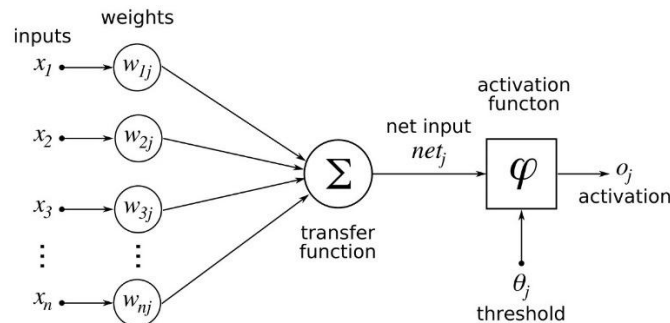 inputs
weights
x₁
w₁ⱼ
x₂
w₂ⱼ
x₃
w₃ⱼ
⋮
⋮
xₙ
wₙⱼ
Σ
transfer
function
net input
netⱼ
activation
functon
φ
oⱼ
activation
θⱼ
threshold